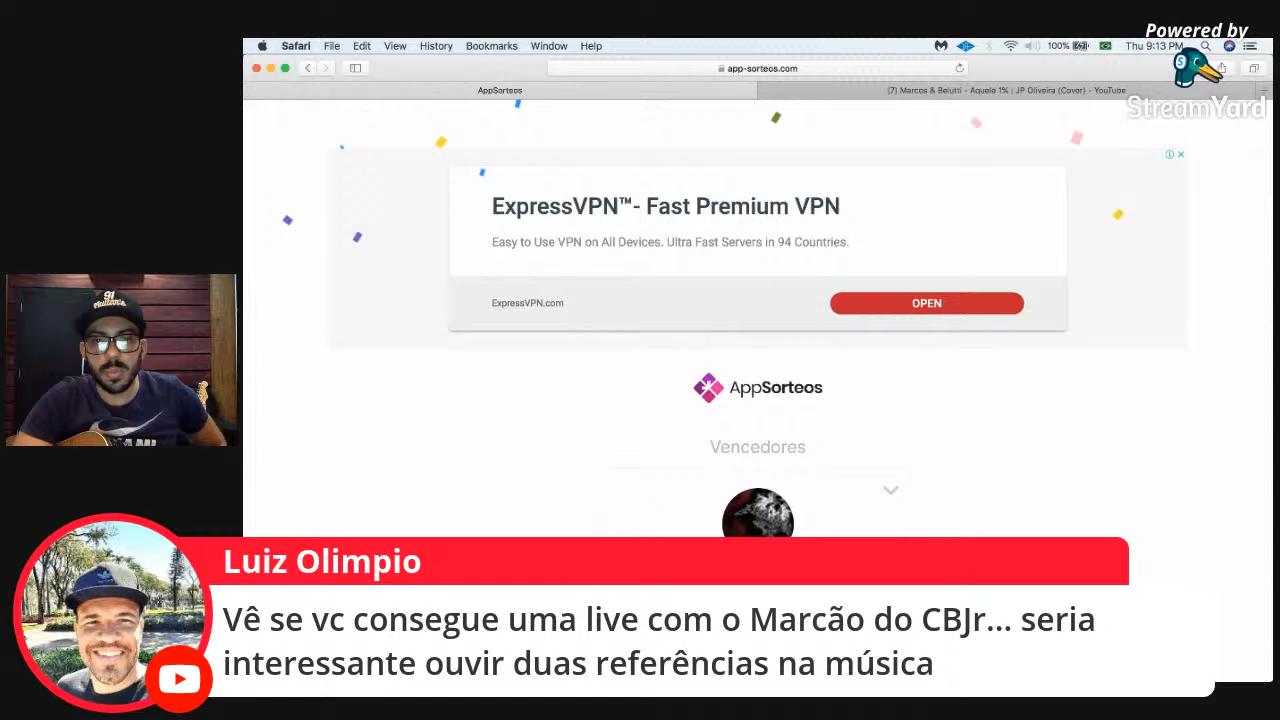 Powered by
StreamYard
Safari File Edit View History Bookmarks Window Help
100% Thu 9:13 PM
app-sorteos.com
AppSorteos
(7) Marcos & Belutti - Aquele 1% | JP Oliveira (Cover) - YouTube
ExpressVPN™- Fast Premium VPN
Easy to Use VPN on All Devices. Ultra Fast Servers in 94 Countries.
ExpressVPN.com
OPEN
AppSorteos
Vencedores
Luiz Olimpio
Vê se vc consegue uma live com o Marcão do CBJr... seria
interessante ouvir duas referências na música